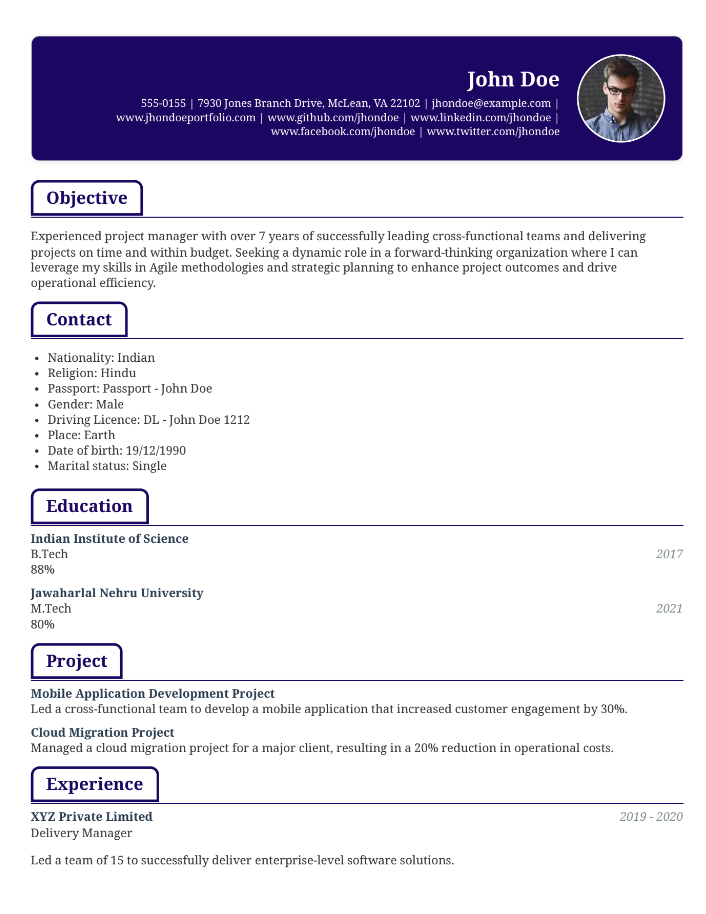 John Doe
555-0155 | 7930 Jones Branch Drive, McLean, VA 22102 | jhondoe@example.com |
www.jhondoeportfolio.com | www.github.com/jhondoe | www.linkedin.com/jhondoe |
www.facebook.com/jhondoe | www.twitter.com/jhondoe
Objective
Experienced project manager with over 7 years of successfully leading cross-functional teams and delivering
projects on time and within budget. Seeking a dynamic role in a forward-thinking organization where I can
leverage my skills in Agile methodologies and strategic planning to enhance project outcomes and drive
operational efficiency.
Contact
• Nationality: Indian
• Religion: Hindu
• Passport: Passport - John Doe
• Gender: Male
• Driving Licence: DL - John Doe 1212
• Place: Earth
• Date of birth: 19/12/1990
• Marital status: Single
Education
Indian Institute of Science
B.Tech 2017
88%
Jawaharlal Nehru University
M.Tech 2021
80%
Project
Mobile Application Development Project
Led a cross-functional team to develop a mobile application that increased customer engagement by 30%.
Cloud Migration Project
Managed a cloud migration project for a major client, resulting in a 20% reduction in operational costs.
Experience
XYZ Private Limited 2019 - 2020
Delivery Manager
Led a team of 15 to successfully deliver enterprise-level software solutions.